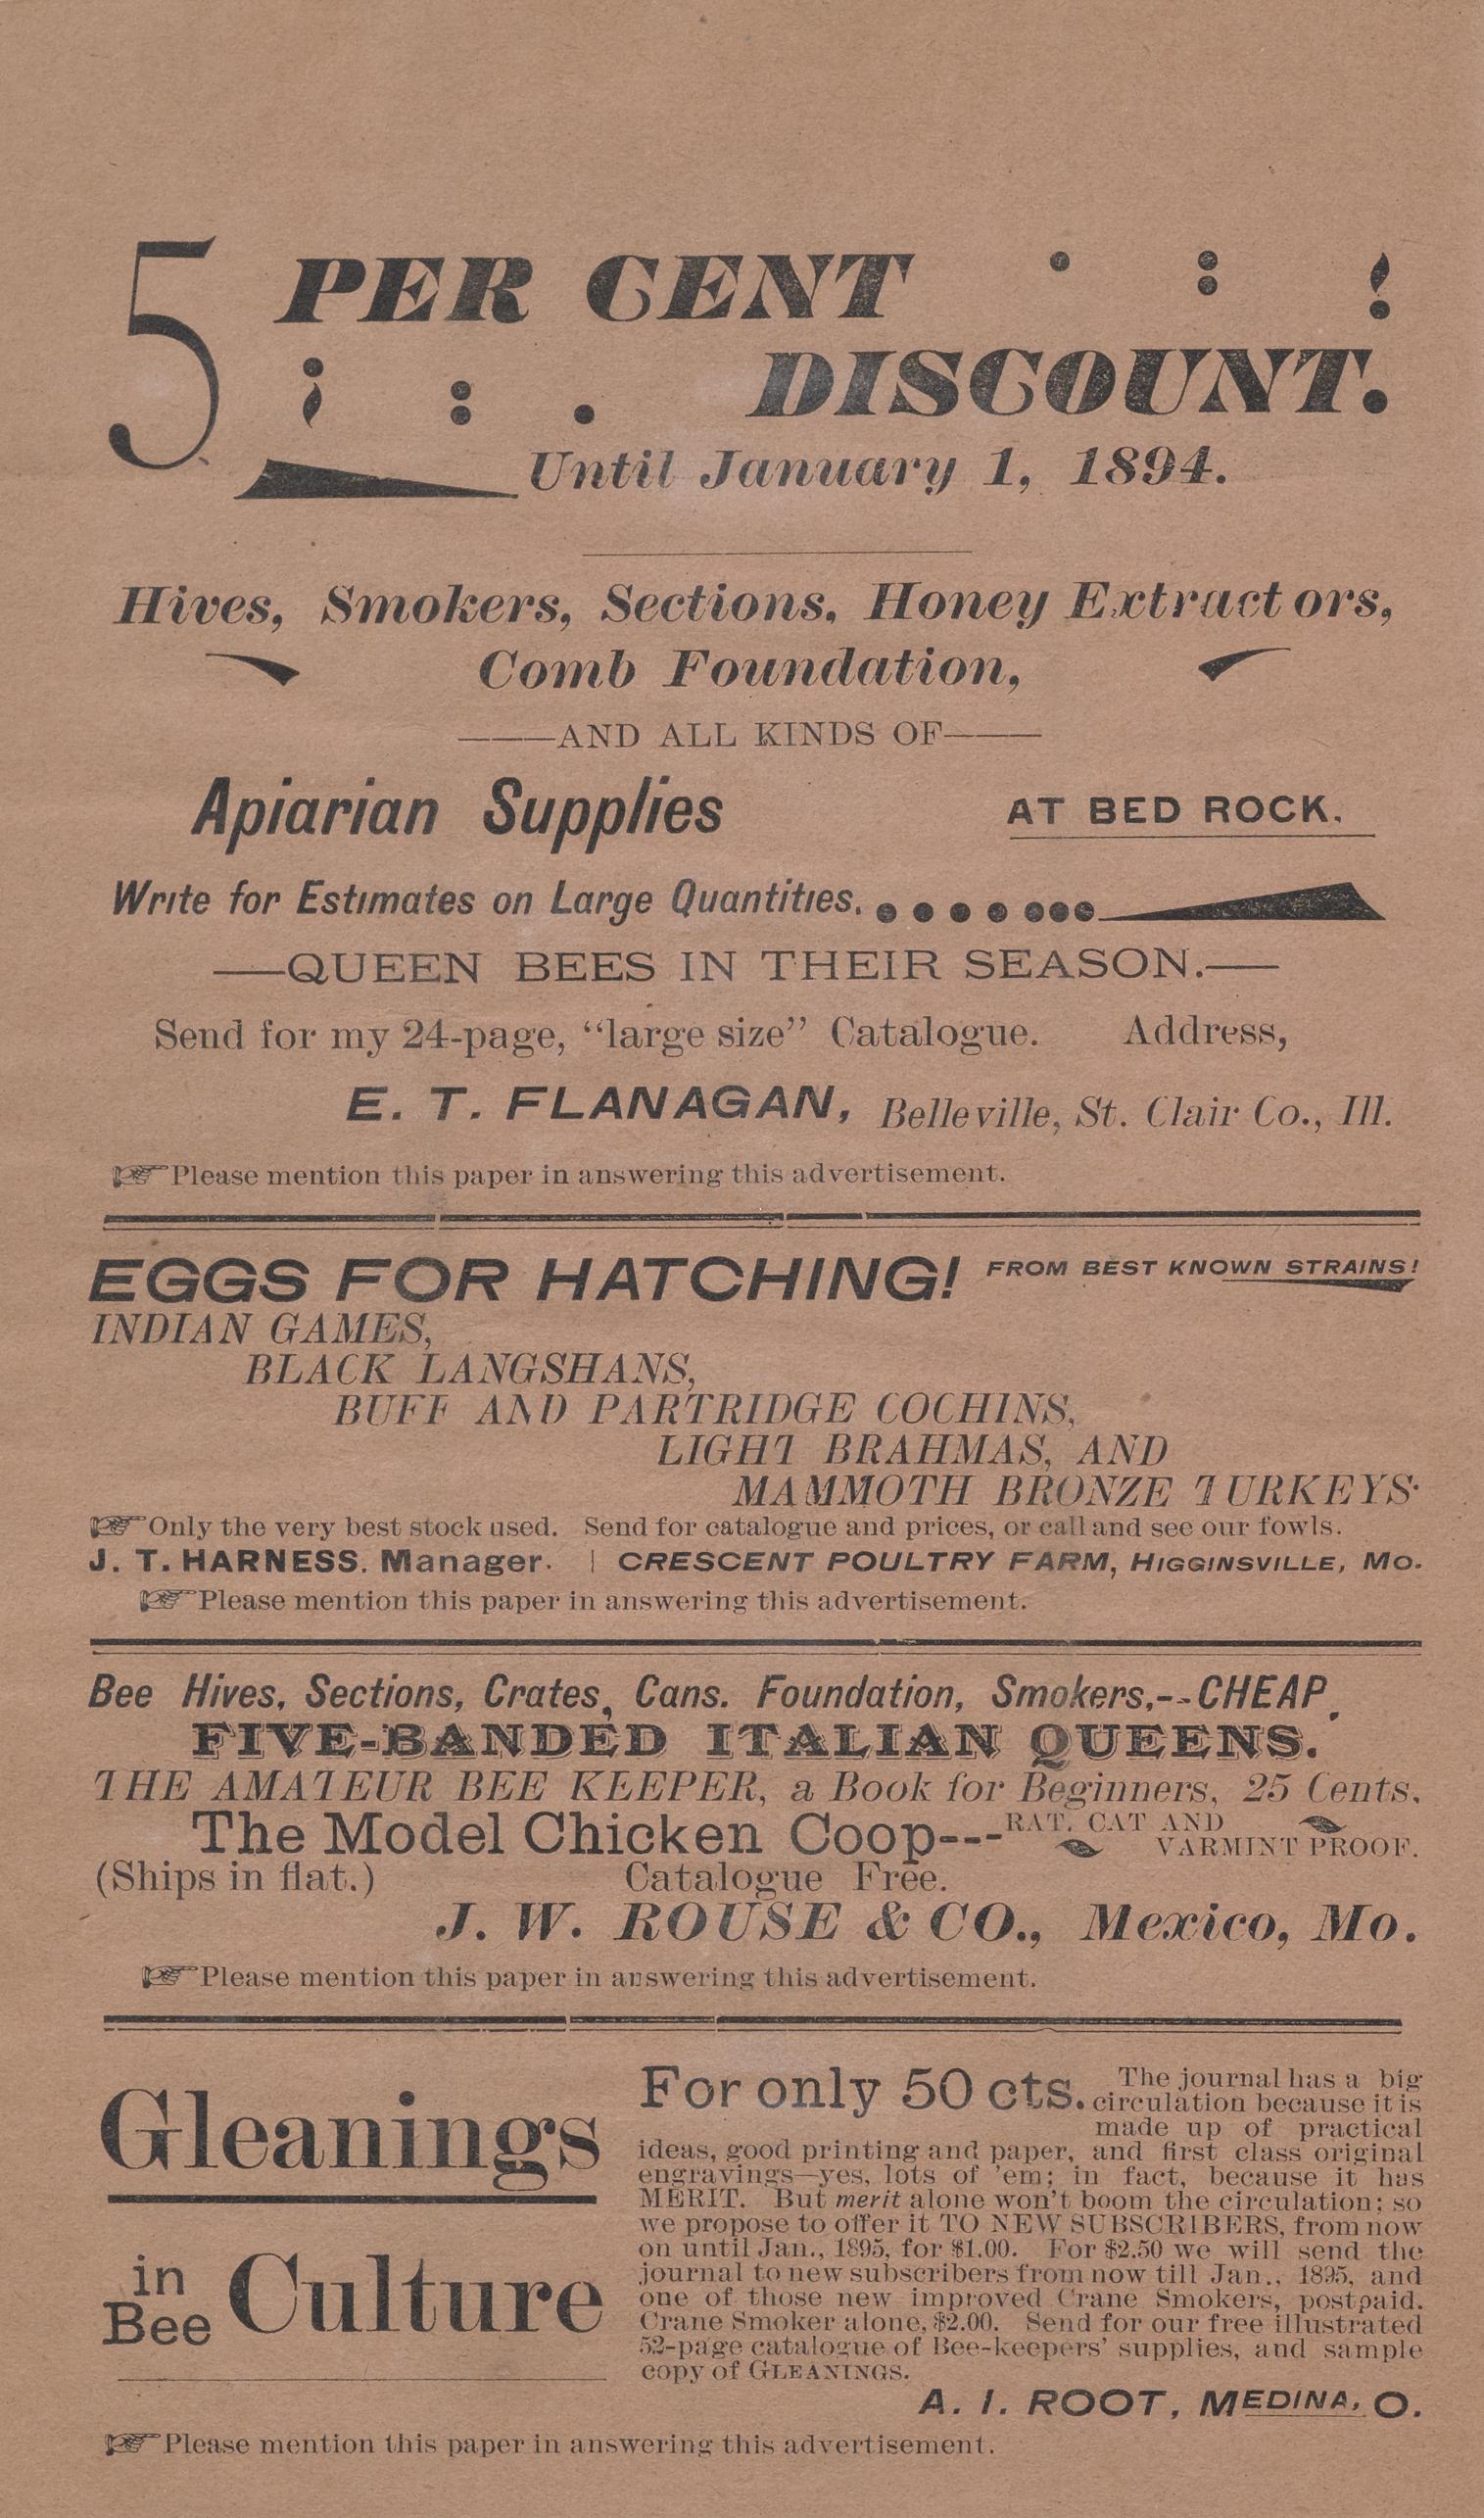 5 PER CENT
DISCOUNT.
Until January 1, 1894.
Hives, Smokers, Sections, Honey Extractors,
Comb Foundation,
———AND ALL KINDS OF———
Apiarian Supplies AT BED ROCK.
Write for Estimates on Large Quantities.
—QUEEN BEES IN THEIR SEASON.—
Send for my 24-page, “large size” Catalogue. Address,
E. T. FLANAGAN, Belleville, St. Clair Co., Ill.
☞Please mention this paper in answering this advertisement.
EGGS FOR HATCHING! FROM BEST KNOWN STRAINS!
INDIAN GAMES,
BLACK LANGSHANS,
BUFF AND PARTRIDGE COCHINS,
LIGHT BRAHMAS, AND
MAMMOTH BRONZE TURKEYS.
☞Only the very best stock used. Send for catalogue and prices, or call and see our fowls.
J. T. HARNESS. Manager. | CRESCENT POULTRY FARM, HIGGINSVILLE, MO.
☞Please mention this paper in answering this advertisement.
Bee Hives, Sections, Crates, Cans. Foundation, Smokers,--CHEAP.
FIVE-BANDED ITALIAN QUEENS.
THE AMATEUR BEE KEEPER, a Book for Beginners, 25 Cents.
The Model Chicken Coop---RAT, CAT AND
VARMINT PROOF.
(Ships in flat.) Catalogue Free.
J. W. ROUSE & CO., Mexico, Mo.
☞Please mention this paper in answering this advertisement.
Gleanings
in
Bee Culture
For only 50 cts. The journal has a big
circulation because it is
made up of practical
ideas, good printing and paper, and first class original
engravings—yes, lots of ’em; in fact, because it has
MERIT. But merit alone won’t boom the circulation; so
we propose to offer it TO NEW SUBSCRIBERS, from now
on until Jan., 1895, for $1.00. For $2.50 we will send the
journal to new subscribers from now till Jan., 1895, and
one of those new improved Crane Smokers, postpaid.
Crane Smoker alone, $2.00. Send for our free illustrated
52-page catalogue of Bee-keepers’ supplies, and sample
copy of GLEANINGS.
A. I. ROOT, MEDINA, O.
☞Please mention this paper in answering this advertisement.